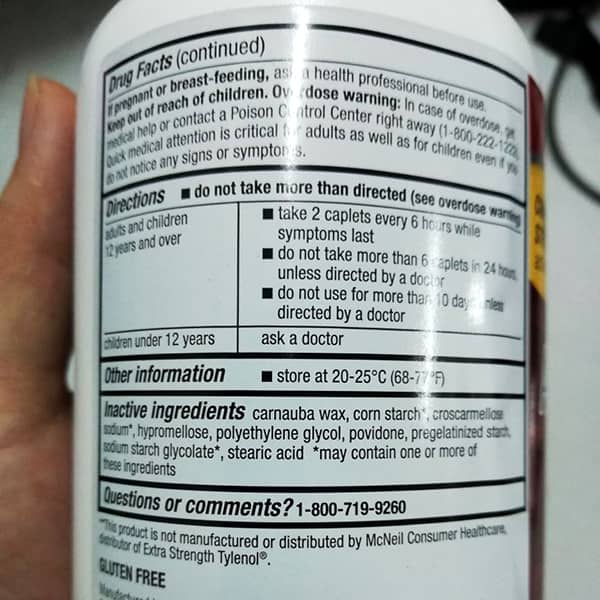 Drug Facts (continued)
If pregnant or breast-feeding, ask a health professional before use.
Keep out of reach of children. Overdose warning: In case of overdose, get
medical help or contact a Poison Control Center right away (1-800-222-1222).
Quick medical attention is critical for adults as well as for children even if you
do not notice any signs or symptoms.
Directions ■ do not take more than directed (see overdose warning)
adults and children
12 years and over
■ take 2 caplets every 6 hours while
symptoms last
■ do not take more than 6 caplets in 24 hours,
unless directed by a doctor
■ do not use for more than 10 days unless
directed by a doctor
children under 12 years ask a doctor
Other information ■ store at 20-25°C (68-77°F)
Inactive ingredients carnauba wax, corn starch*, croscarmellose
sodium*, hypromellose, polyethylene glycol, povidone, pregelatinized starch,
sodium starch glycolate*, stearic acid *may contain one or more of
these ingredients
Questions or comments? 1-800-719-9260
**This product is not manufactured or distributed by McNeil Consumer Healthcare,
distributor of Extra Strength Tylenol®.
GLUTEN FREE